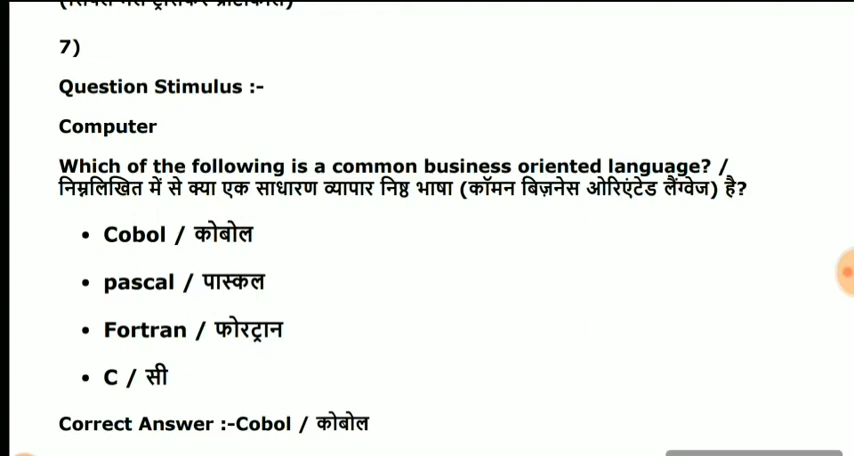 7)
Question Stimulus :-
Computer
Which of the following is a common business oriented language? /
निम्नलिखित में से क्या एक साधारण व्यापार निष्ठ भाषा (कॉमन बिज़नेस ओरिएंटेड लैंग्वेज) है?
• Cobol / कोबोल
• pascal / पास्कल
• Fortran / फोरट्रान
• C / सी
Correct Answer :-Cobol / कोबोल